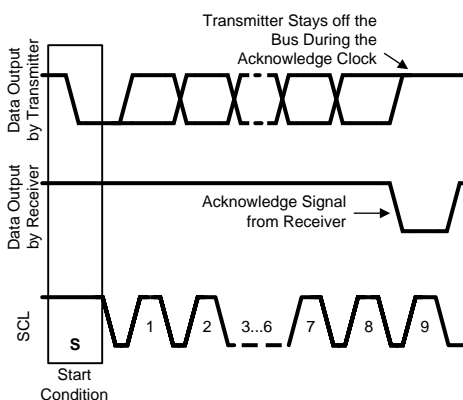 Transmitter Stays off the
Bus During the
Acknowledge Clock
Data Output
by Transmitter
Data Output
by Receiver
Acknowledge Signal
from Receiver
SCL
S
1
2
3...6
7
8
9
Start
Condition